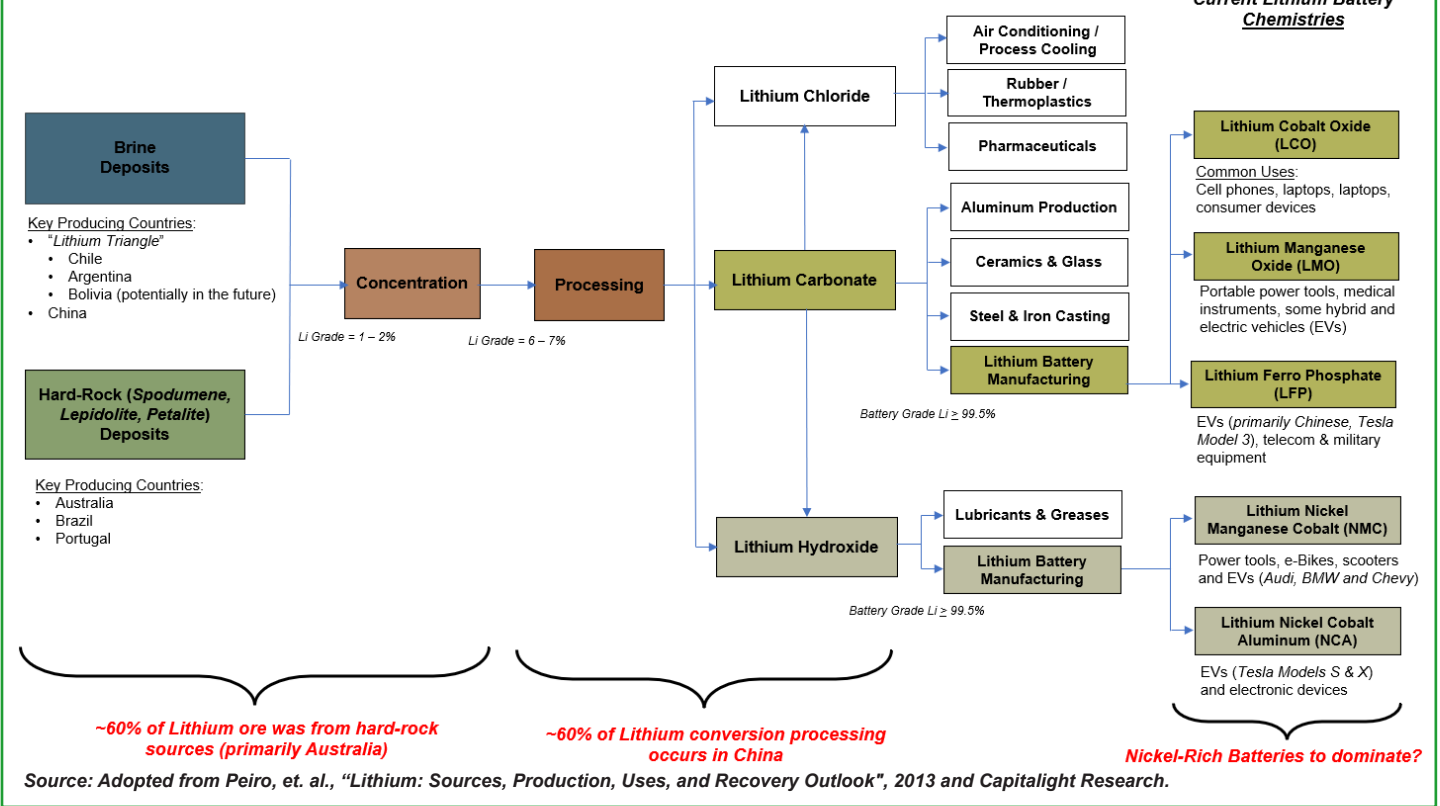 Current Lithium Battery
Chemistries
Brine
Deposits
Key Producing Countries:
• "Lithium Triangle"
• Chile
• Argentina
• Bolivia (potentially in the future)
• China
Hard-Rock (Spodumene,
Lepidolite, Petalite)
Deposits
Key Producing Countries:
• Australia
• Brazil
• Portugal
Li Grade = 1 – 2%
Concentration
Li Grade = 6 – 7%
Processing
Lithium Chloride
Air Conditioning /
Process Cooling
Rubber /
Thermoplastics
Pharmaceuticals
Lithium Carbonate
Aluminum Production
Ceramics & Glass
Steel & Iron Casting
Lithium Battery
Manufacturing
Battery Grade Li ≥ 99.5%
Lithium Hydroxide
Lubricants & Greases
Lithium Battery
Manufacturing
Battery Grade Li ≥ 99.5%
Lithium Cobalt Oxide
(LCO)
Common Uses:
Cell phones, laptops, laptops,
consumer devices
Lithium Manganese
Oxide (LMO)
Portable power tools, medical
instruments, some hybrid and
electric vehicles (EVs)
Lithium Ferro Phosphate
(LFP)
EVs (primarily Chinese, Tesla
Model 3), telecom & military
equipment
Lithium Nickel
Manganese Cobalt (NMC)
Power tools, e-Bikes, scooters
and EVs (Audi, BMW and Chevy)
Lithium Nickel Cobalt
Aluminum (NCA)
EVs (Tesla Models S & X)
and electronic devices
~60% of Lithium ore was from hard-rock
sources (primarily Australia)
~60% of Lithium conversion processing
occurs in China
Nickel-Rich Batteries to dominate?
Source: Adopted from Peiro, et. al., "Lithium: Sources, Production, Uses, and Recovery Outlook", 2013 and Capitalight Research.